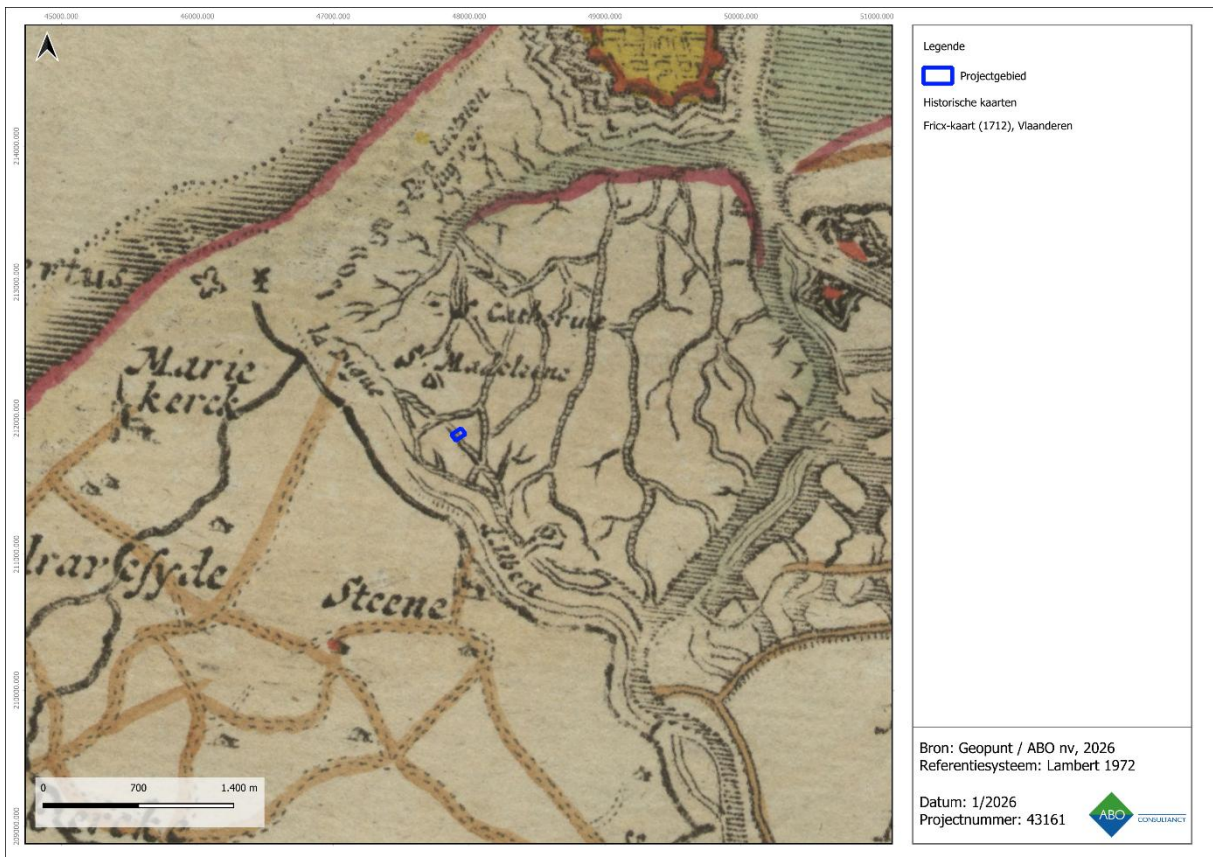 45000.000 46000.000 47000.000 48000.000 49000.000 50000.000 51000.000
214000.000
213000.000
212000.000
211000.000
210000.000
209000.000
ertus
S. Catherine
la Digue
S. Madeleine
Marie
kerck
Albert
Steene
0 700 1.400 m
Legende
Projectgebied
Historische kaarten
Fricx-kaart (1712), Vlaanderen
Bron: Geopunt / ABO nv, 2026
Referentiesysteem: Lambert 1972
Datum: 1/2026
Projectnummer: 43161
ABO
CONSULTANCY